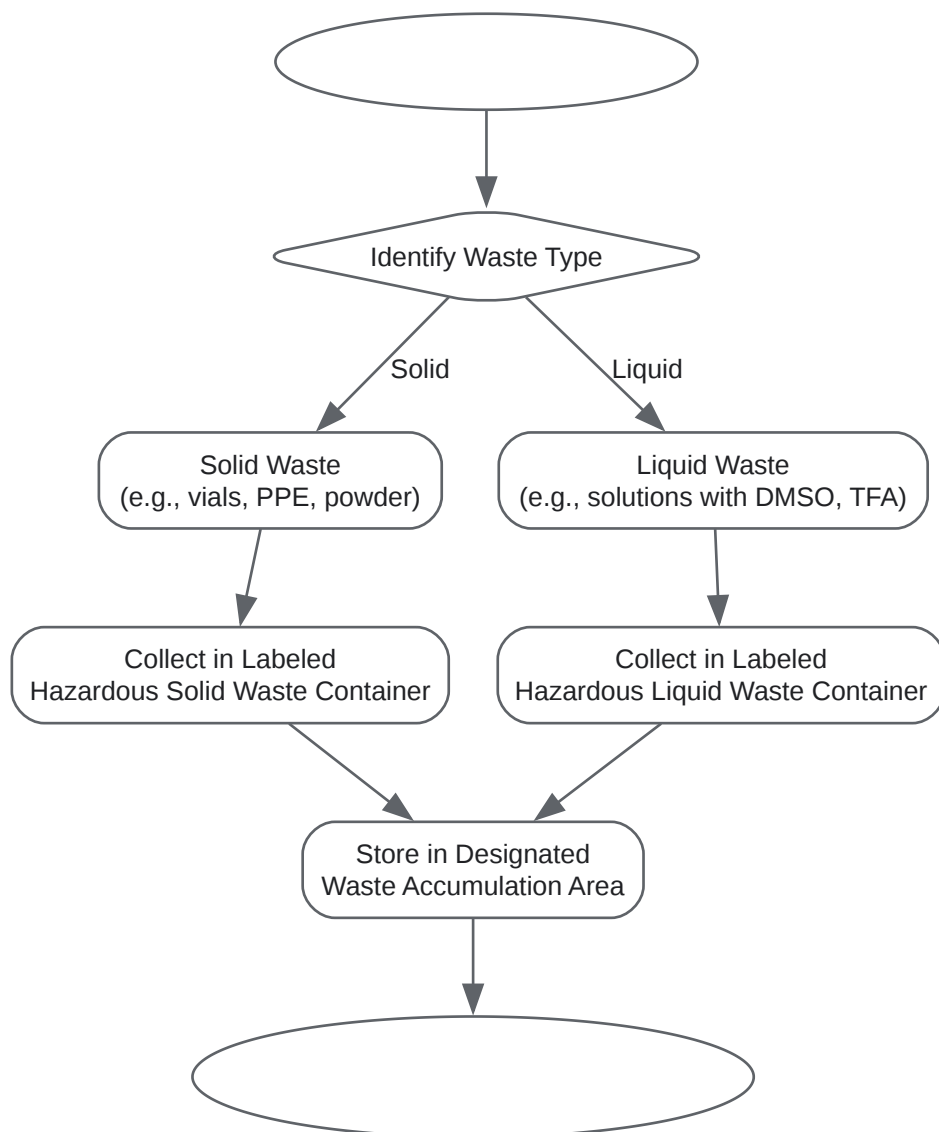 Identify Waste Type
Solid
Liquid
Solid Waste
(e.g., vials, PPE, powder)
Liquid Waste
(e.g., solutions with DMSO, TFA)
Collect in Labeled
Hazardous Solid Waste Container
Collect in Labeled
Hazardous Liquid Waste Container
Store in Designated
Waste Accumulation Area